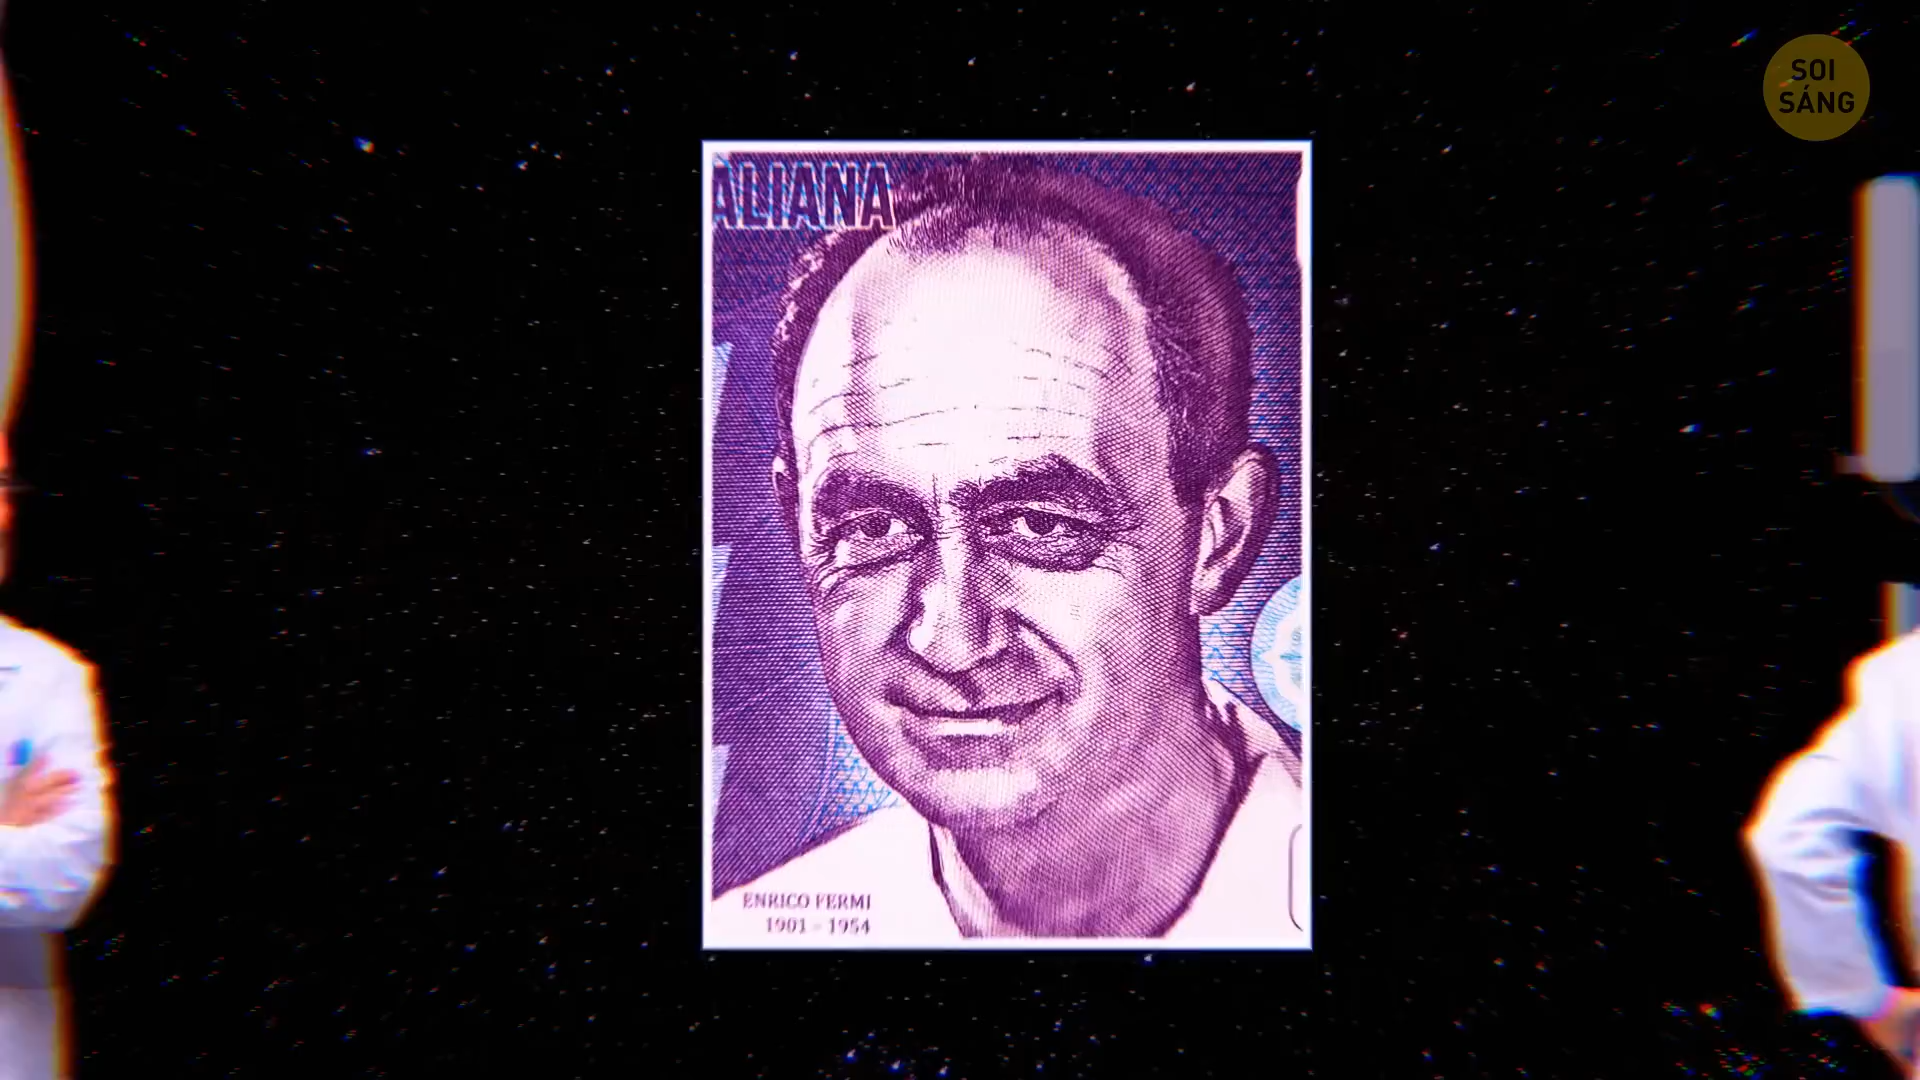 SOI
SÁNG
ALIANA
ENRICO FERMI
1901 - 1954